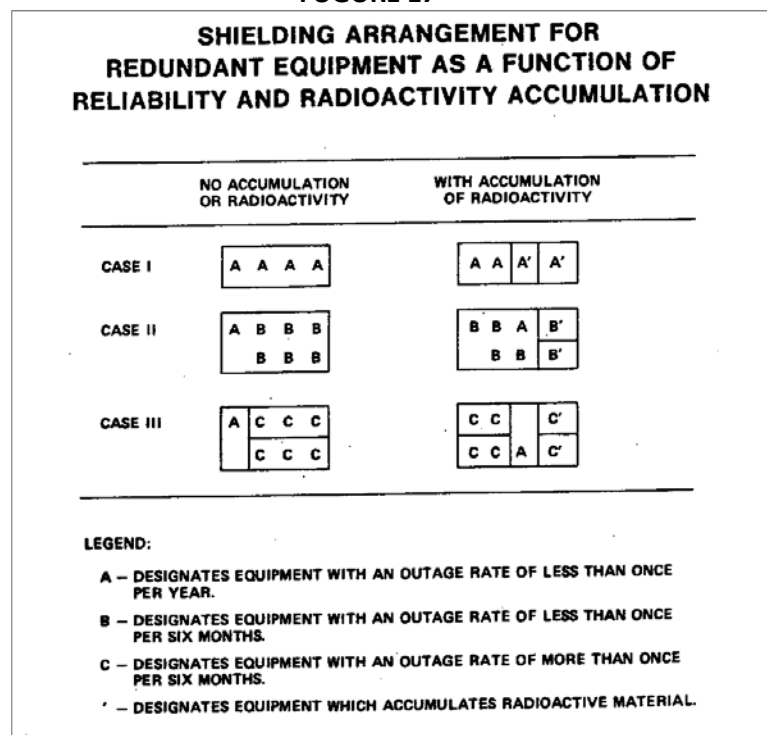 SHIELDING ARRANGEMENT FOR
REDUNDANT EQUIPMENT AS A FUNCTION OF
RELIABILITY AND RADIOACTIVITY ACCUMULATION
NO ACCUMULATION WITH ACCUMULATION
OR RADIOACTIVITY OF RADIOACTIVITY
CASE I A A A A A A A' A'
CASE II A B B B B B A B'
B B B B B B'
CASE III A C C C C C C'
C C C C C A C'
LEGEND:
A – DESIGNATES EQUIPMENT WITH AN OUTAGE RATE OF LESS THAN ONCE
PER YEAR.
B – DESIGNATES EQUIPMENT WITH AN OUTAGE RATE OF LESS THAN ONCE
PER SIX MONTHS.
C – DESIGNATES EQUIPMENT WITH AN OUTAGE RATE OF MORE THAN ONCE
PER SIX MONTHS.
' – DESIGNATES EQUIPMENT WHICH ACCUMULATES RADIOACTIVE MATERIAL.